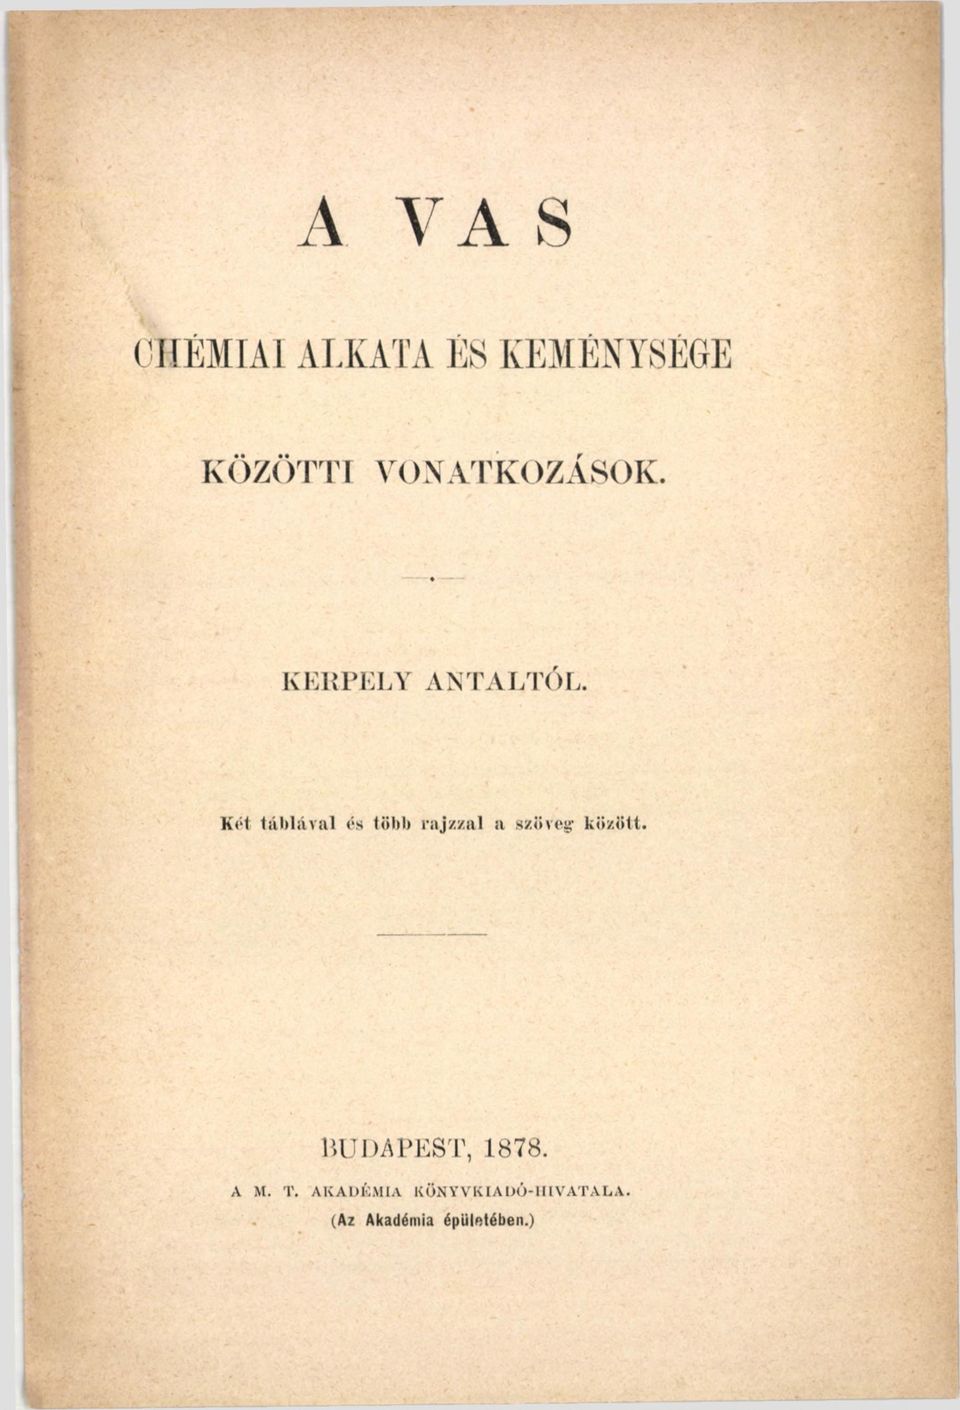 A VAS
CHÉMIAI ALKATA ÉS KEMÉNYSÉGE
KÖZÖTTI VONATKOZÁSOK.
KERPELY ANTALTÓL.
Két táblával és több rajzzal a szöveg között.
BUDAPEST, 1878.
A M. T. AKADÉMIA KÖNYVKIADÓ-HIVATALA.
(Az Akadémia épületében.)